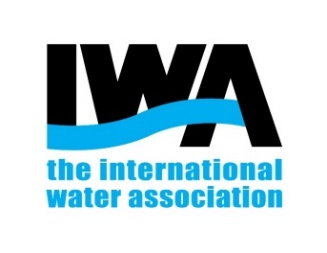 IWA
the international
water association